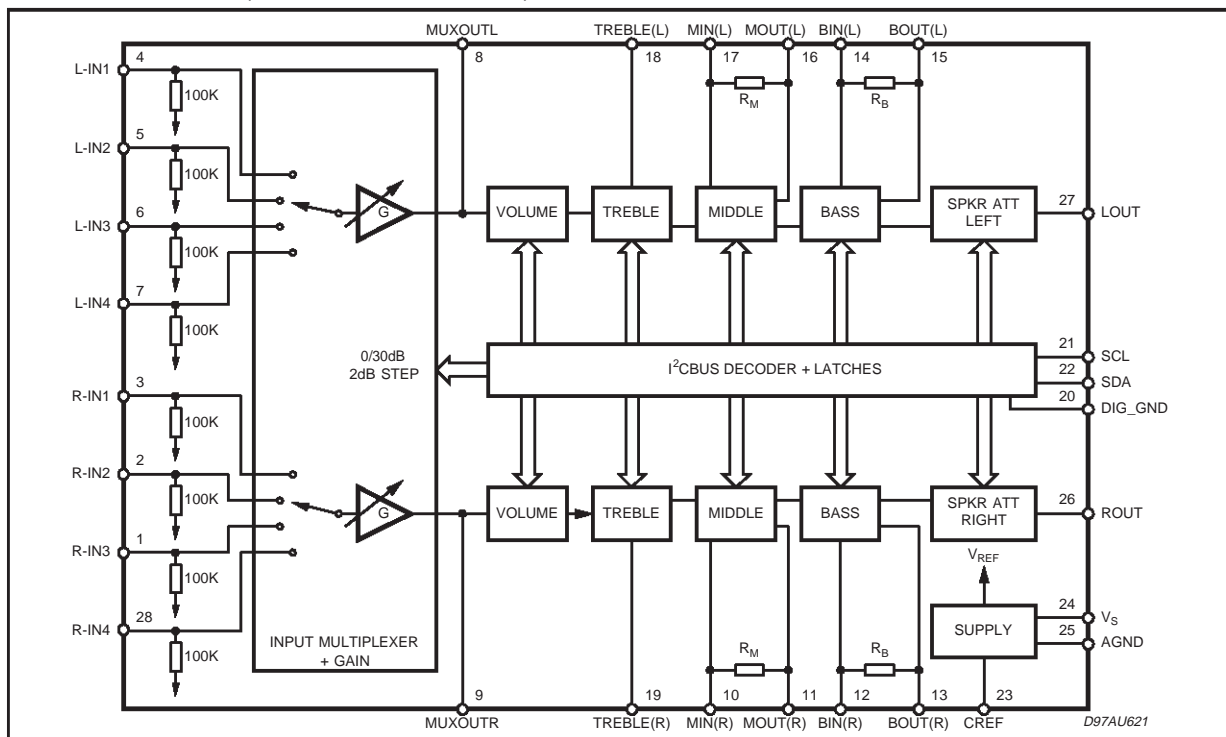 MUXOUTL TREBLE(L) MIN(L) MOUT(L) BIN(L) BOUT(L)
8 18 17 16 14 15
L-IN1 4
100K
R_M R_B
L-IN2 5
100K
G
VOLUME TREBLE MIDDLE BASS SPKR ATT LEFT 27 LOUT
L-IN3 6
100K
L-IN4 7
100K
0/30dB
2dB STEP
I²CBUS DECODER + LATCHES
21 SCL
22 SDA
20 DIG_GND
R-IN1 3
100K
R-IN2 2
100K
G
VOLUME TREBLE MIDDLE BASS SPKR ATT RIGHT 26 ROUT
R-IN3 1
100K
V_REF
R-IN4 28
100K
INPUT MULTIPLEXER
+ GAIN
R_M R_B
SUPPLY
24 V_S
25 AGND
9 19 10 11 12 13 23
MUXOUTR TREBLE(R) MIN(R) MOUT(R) BIN(R) BOUT(R) CREF
D97AU621